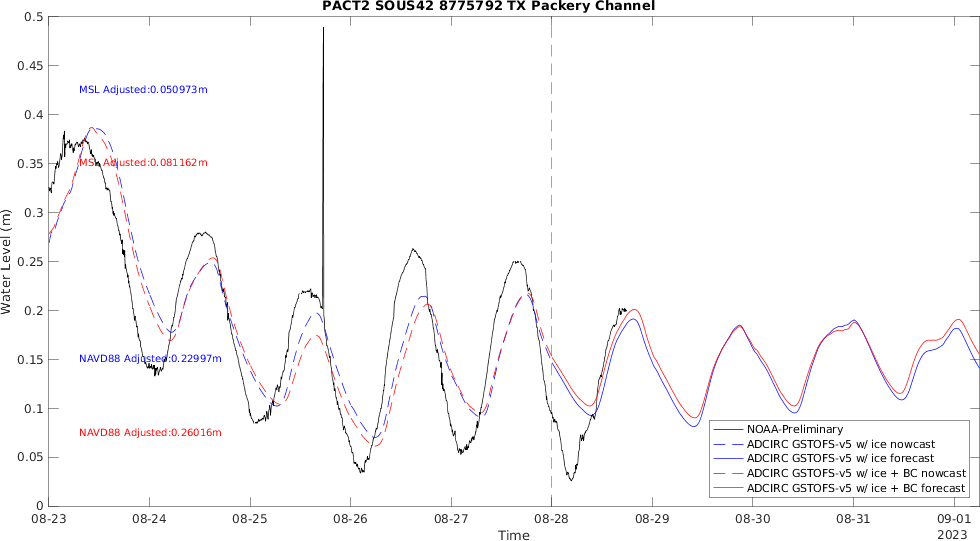 PACT2 SOUS42 8775792 TX Packery Channel
0.5
0.45
0.4
0.35
0.3
0.25
0.2
0.15
0.1
0.05
0
Water Level (m)
MSL Adjusted:0.050973m
MSL Adjusted:0.081162m
NAVD88 Adjusted:0.22997m
NAVD88 Adjusted:0.26016m
NOAA-Preliminary
ADCIRC GSTOFS-v5 w/ ice nowcast
ADCIRC GSTOFS-v5 w/ ice forecast
ADCIRC GSTOFS-v5 w/ ice + BC nowcast
ADCIRC GSTOFS-v5 w/ ice + BC forecast
08-23 08-24 08-25 08-26 08-27 08-28 08-29 08-30 08-31 09-01
2023
Time